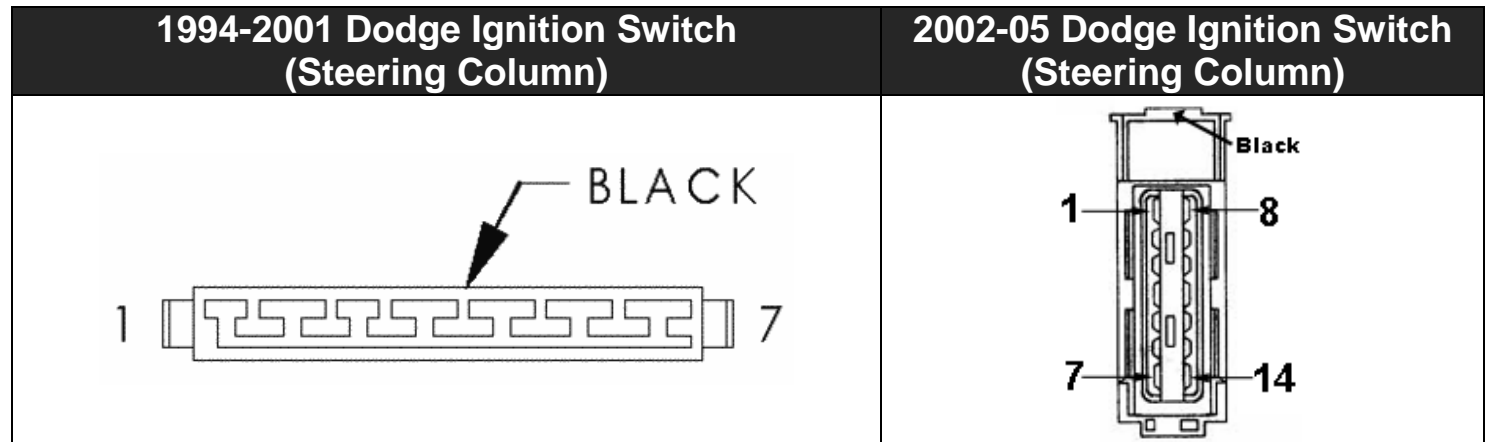 1994-2001 Dodge Ignition Switch
(Steering Column)
2002-05 Dodge Ignition Switch
(Steering Column)
BLACK
1 7
Black
1 8
7 14